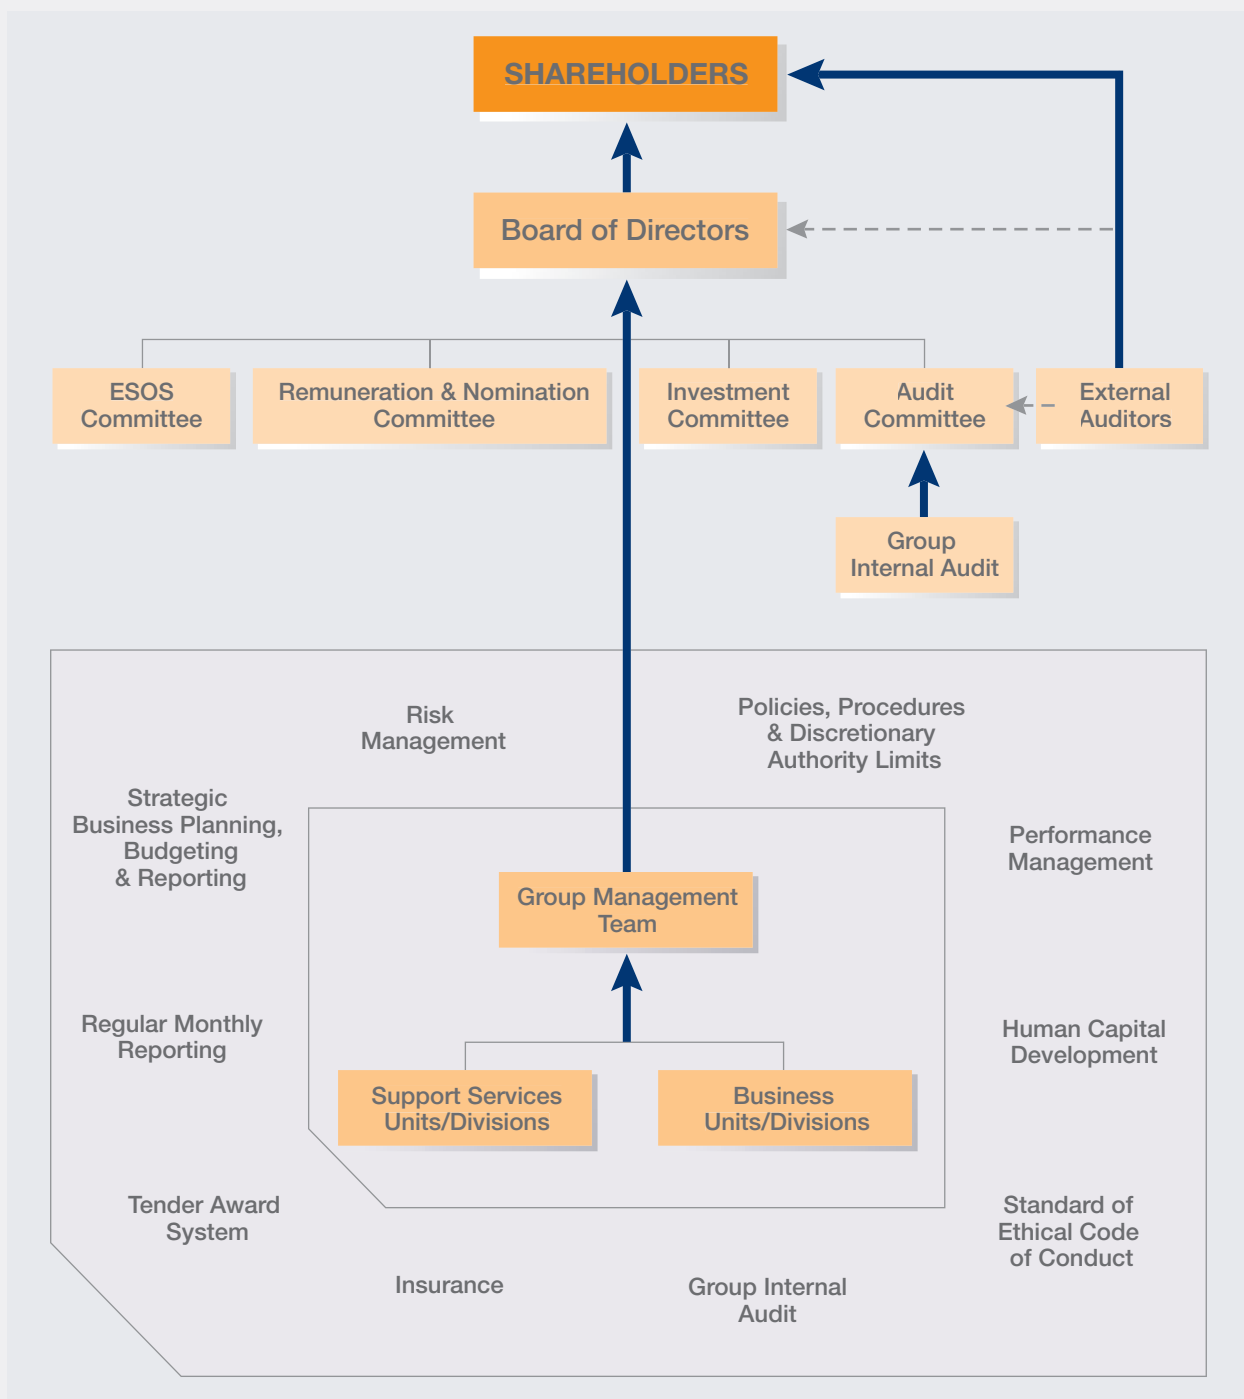 SHAREHOLDERS
Board of Directors
ESOS
Committee
Remuneration & Nomination
Committee
Investment
Committee
Audit
Committee
External
Auditors
Group
Internal Audit
Risk
Management
Policies, Procedures
& Discretionary
Authority Limits
Strategic
Business Planning,
Budgeting
& Reporting
Performance
Management
Group Management
Team
Regular Monthly
Reporting
Human Capital
Development
Support Services
Units/Divisions
Business
Units/Divisions
Tender Award
System
Standard of
Ethical Code
of Conduct
Insurance
Group Internal
Audit